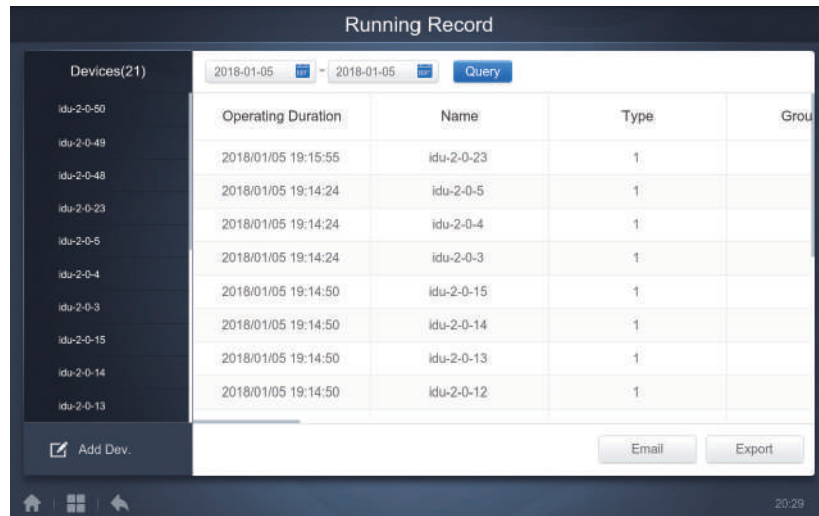 Running Record
Devices(21)
2018-01-05 - 2018-01-05 Query
idu-2-0-50
idu-2-0-49
idu-2-0-48
idu-2-0-23
idu-2-0-5
idu-2-0-4
idu-2-0-3
idu-2-0-15
idu-2-0-14
idu-2-0-13
Add Dev.
Operating Duration Name Type Grou
2018/01/05 19:15:55 idu-2-0-23 1
2018/01/05 19:14:24 idu-2-0-5 1
2018/01/05 19:14:24 idu-2-0-4 1
2018/01/05 19:14:24 idu-2-0-3 1
2018/01/05 19:14:50 idu-2-0-15 1
2018/01/05 19:14:50 idu-2-0-14 1
2018/01/05 19:14:50 idu-2-0-13 1
2018/01/05 19:14:50 idu-2-0-12 1
Email Export
20:29